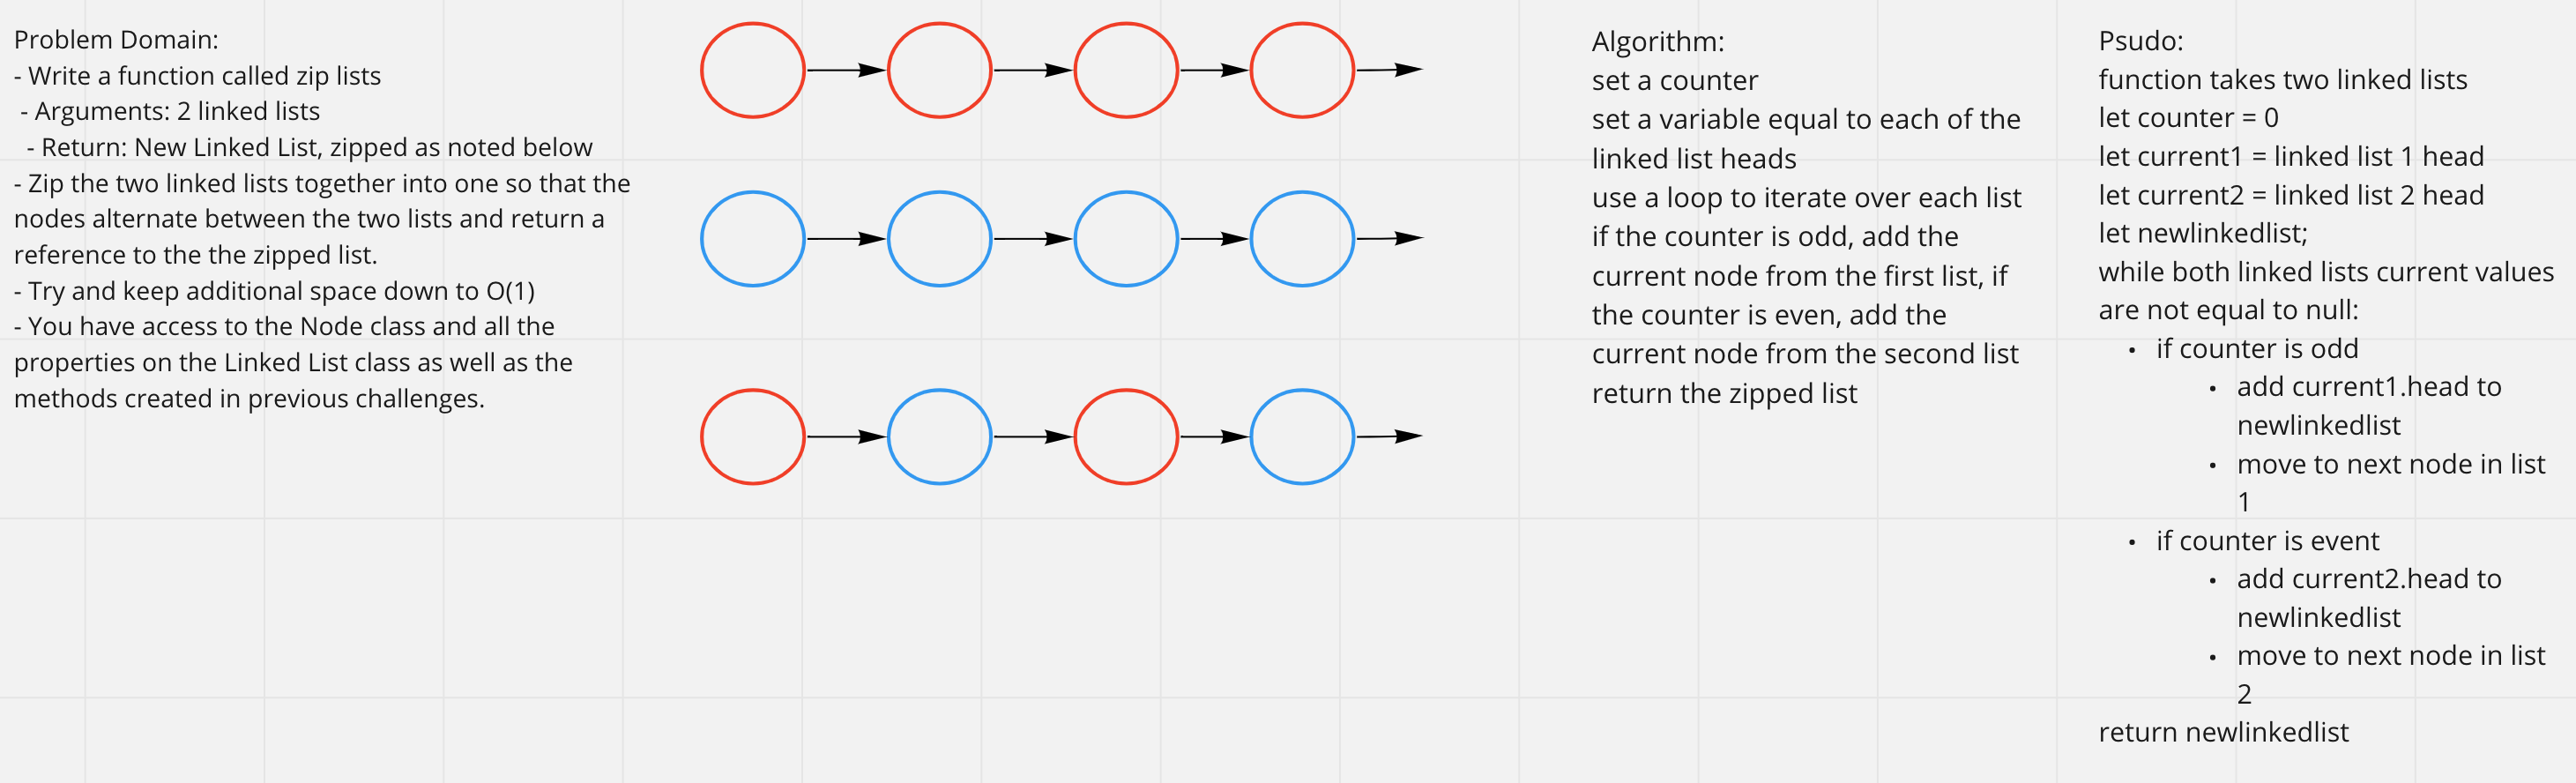 Problem Domain:
- Write a function called zip lists
- Arguments: 2 linked lists
- Return: New Linked List, zipped as noted below
- Zip the two linked lists together into one so that the
nodes alternate between the two lists and return a
reference to the the zipped list.
- Try and keep additional space down to O(1)
- You have access to the Node class and all the
properties on the Linked List class as well as the
methods created in previous challenges.
Algorithm:
set a counter
set a variable equal to each of the
linked list heads
use a loop to iterate over each list
if the counter is odd, add the
current node from the first list, if
the counter is even, add the
current node from the second list
return the zipped list
Psudo:
function takes two linked lists
let counter = 0
let current1 = linked list 1 head
let current2 = linked list 2 head
let newlinkedlist;
while both linked lists current values
are not equal to null:
• if counter is odd
• add current1.head to
newlinkedlist
• move to next node in list
1
• if counter is event
• add current2.head to
newlinkedlist
• move to next node in list
2
return newlinkedlist